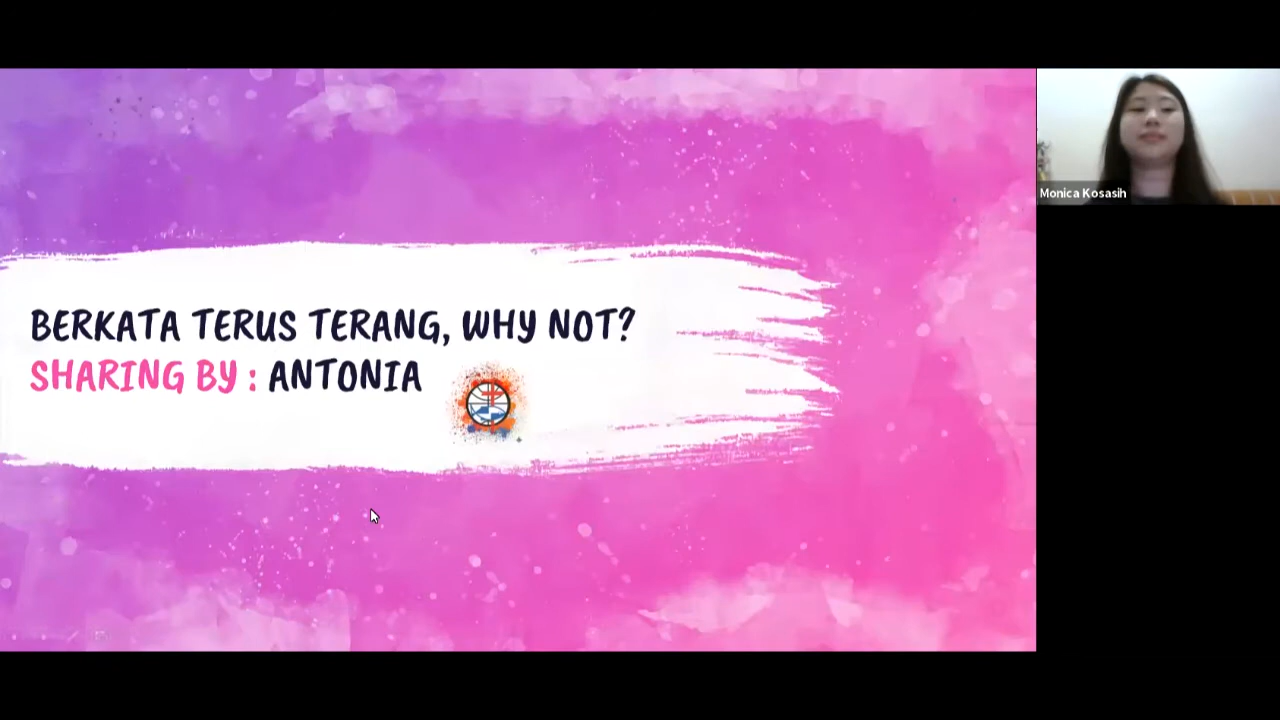 BERKATA TERUS TERANG, WHY NOT?
SHARING BY : ANTONIA
Monica Kosasih